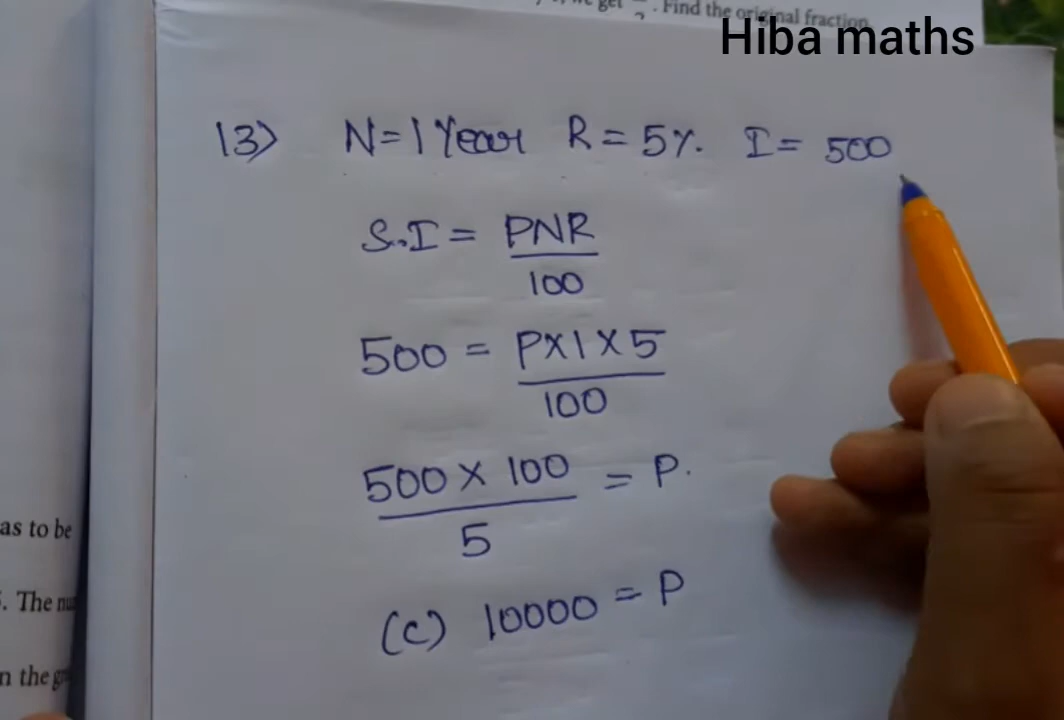 . Find the original fraction
Hiba maths
13) N=1 Year R=5%. I= 500
S.I = PNR
100
500 = P×1×5
100
500 × 100 = P.
5
(c) 10000 = P
as to be
. The
n the